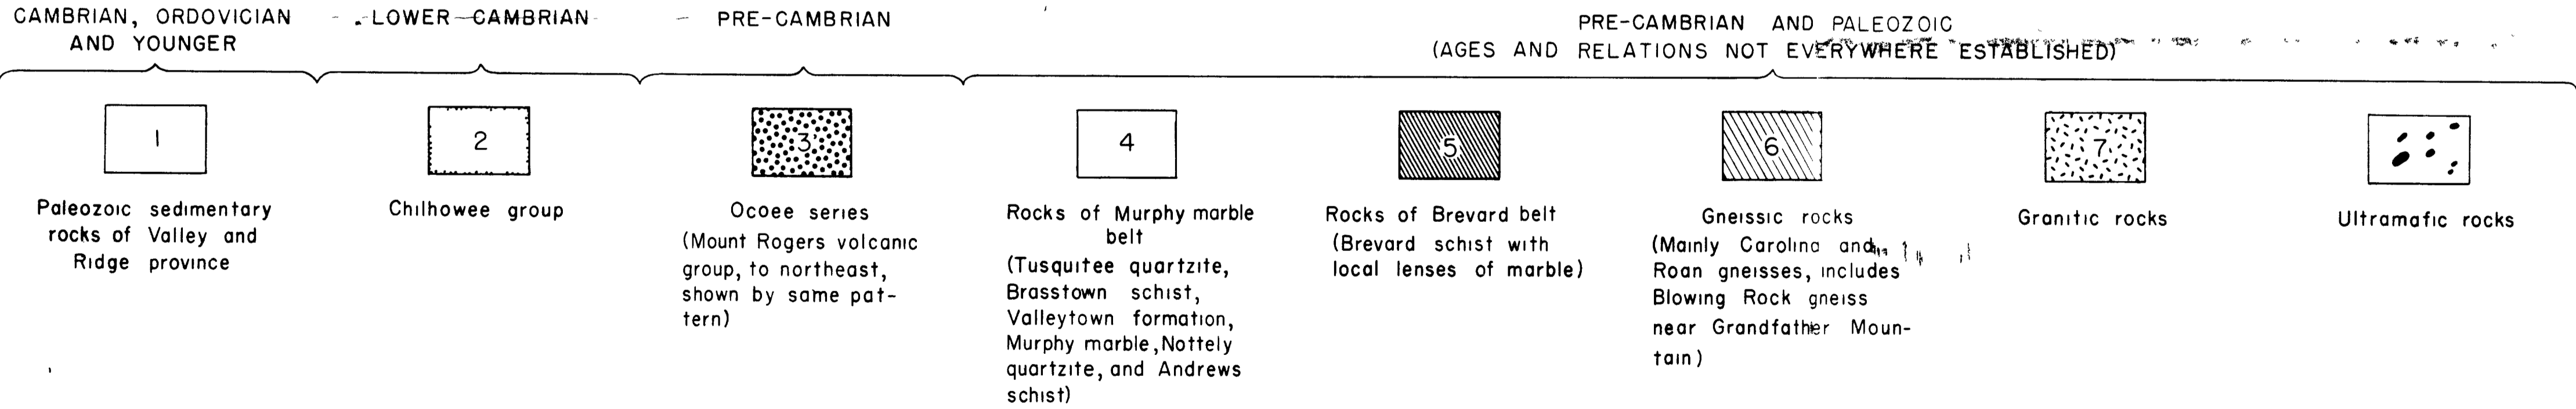 CAMBRIAN, ORDOVICIAN
AND YOUNGER
LOWER CAMBRIAN
PRE-CAMBRIAN
PRE-CAMBRIAN AND PALEOZOIC
(AGES AND RELATIONS NOT EVERYWHERE ESTABLISHED)
1
Paleozoic sedimentary
rocks of Valley and
Ridge province
2
Chilhowee group
3
Ocoee series
(Mount Rogers volcanic
group, to northeast,
shown by same pat-
tern)
4
Rocks of Murphy marble
belt
(Tusquitee quartzite,
Brasstown schist,
Valleytown formation,
Murphy marble, Nottely
quartzite, and Andrews
schist)
5
Rocks of Brevard belt
(Brevard schist with
local lenses of marble)
6
Gneissic rocks
(Mainly Carolina and
Roan gneisses, includes
Blowing Rock gneiss
near Grandfather Moun-
tain)
7
Granitic rocks
Ultramafic rocks